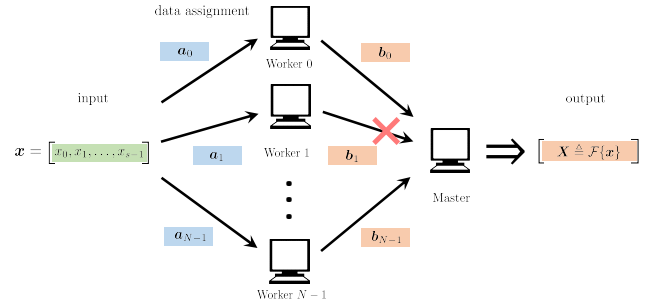 data assignment
a_0
b_0
Worker 0
input
output
x = [x_0, x_1, . . . , x_{s−1}]
a_1
Worker 1
b_1
[ X ≜ F{x} ]
Master
a_{N−1}
b_{N−1}
Worker N − 1